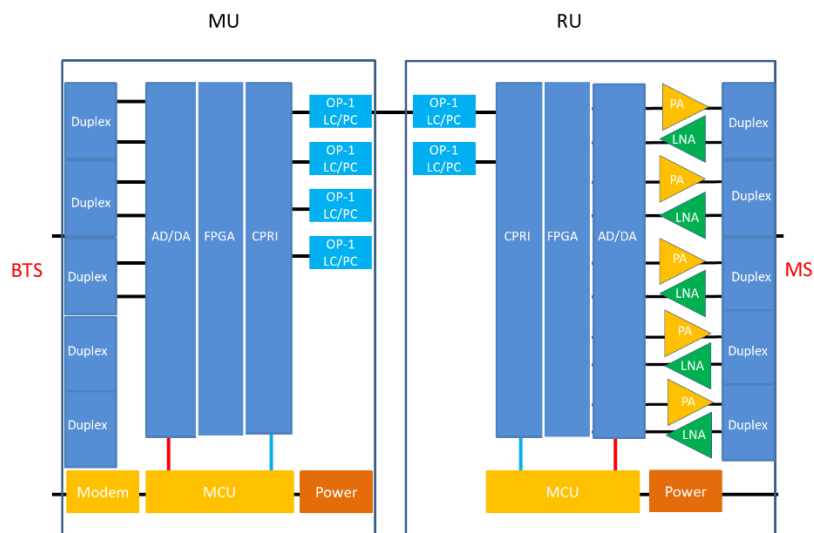 MU
RU
Duplex
Duplex
Duplex
Duplex
Duplex
BTS
AD/DA
FPGA
CPRI
OP-1
LC/PC
OP-1
LC/PC
OP-1
LC/PC
OP-1
LC/PC
Modem
MCU
Power
OP-1
LC/PC
OP-1
LC/PC
CPRI
FPGA
AD/DA
PA
LNA
PA
LNA
PA
LNA
PA
LNA
PA
LNA
Duplex
Duplex
Duplex
Duplex
Duplex
MS
MCU
Power